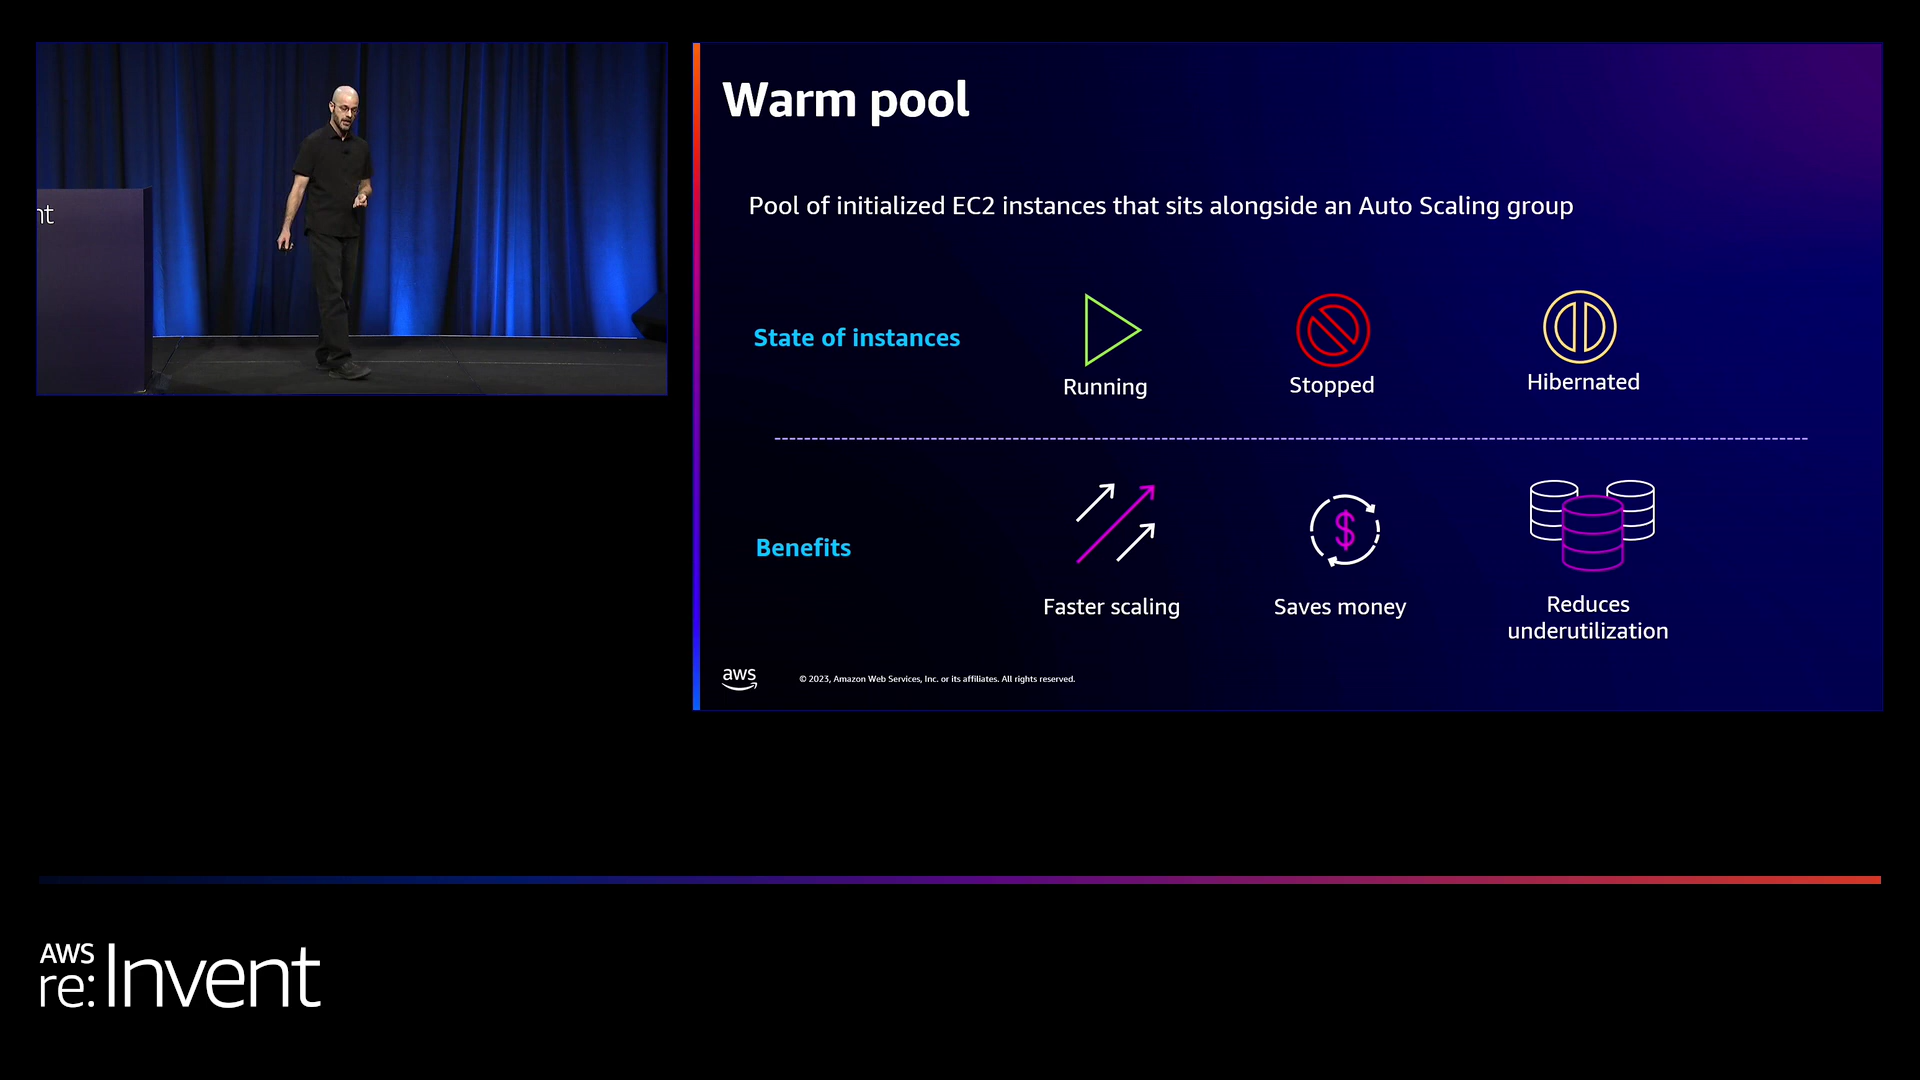 nt
Warm pool
Pool of initialized EC2 instances that sits alongside an Auto Scaling group
State of instances
Running
Stopped
Hibernated
Benefits
$
Faster scaling
Saves money
Reduces
underutilization
aws
© 2023, Amazon Web Services, Inc. or its affiliates. All rights reserved.
AWS
re:Invent